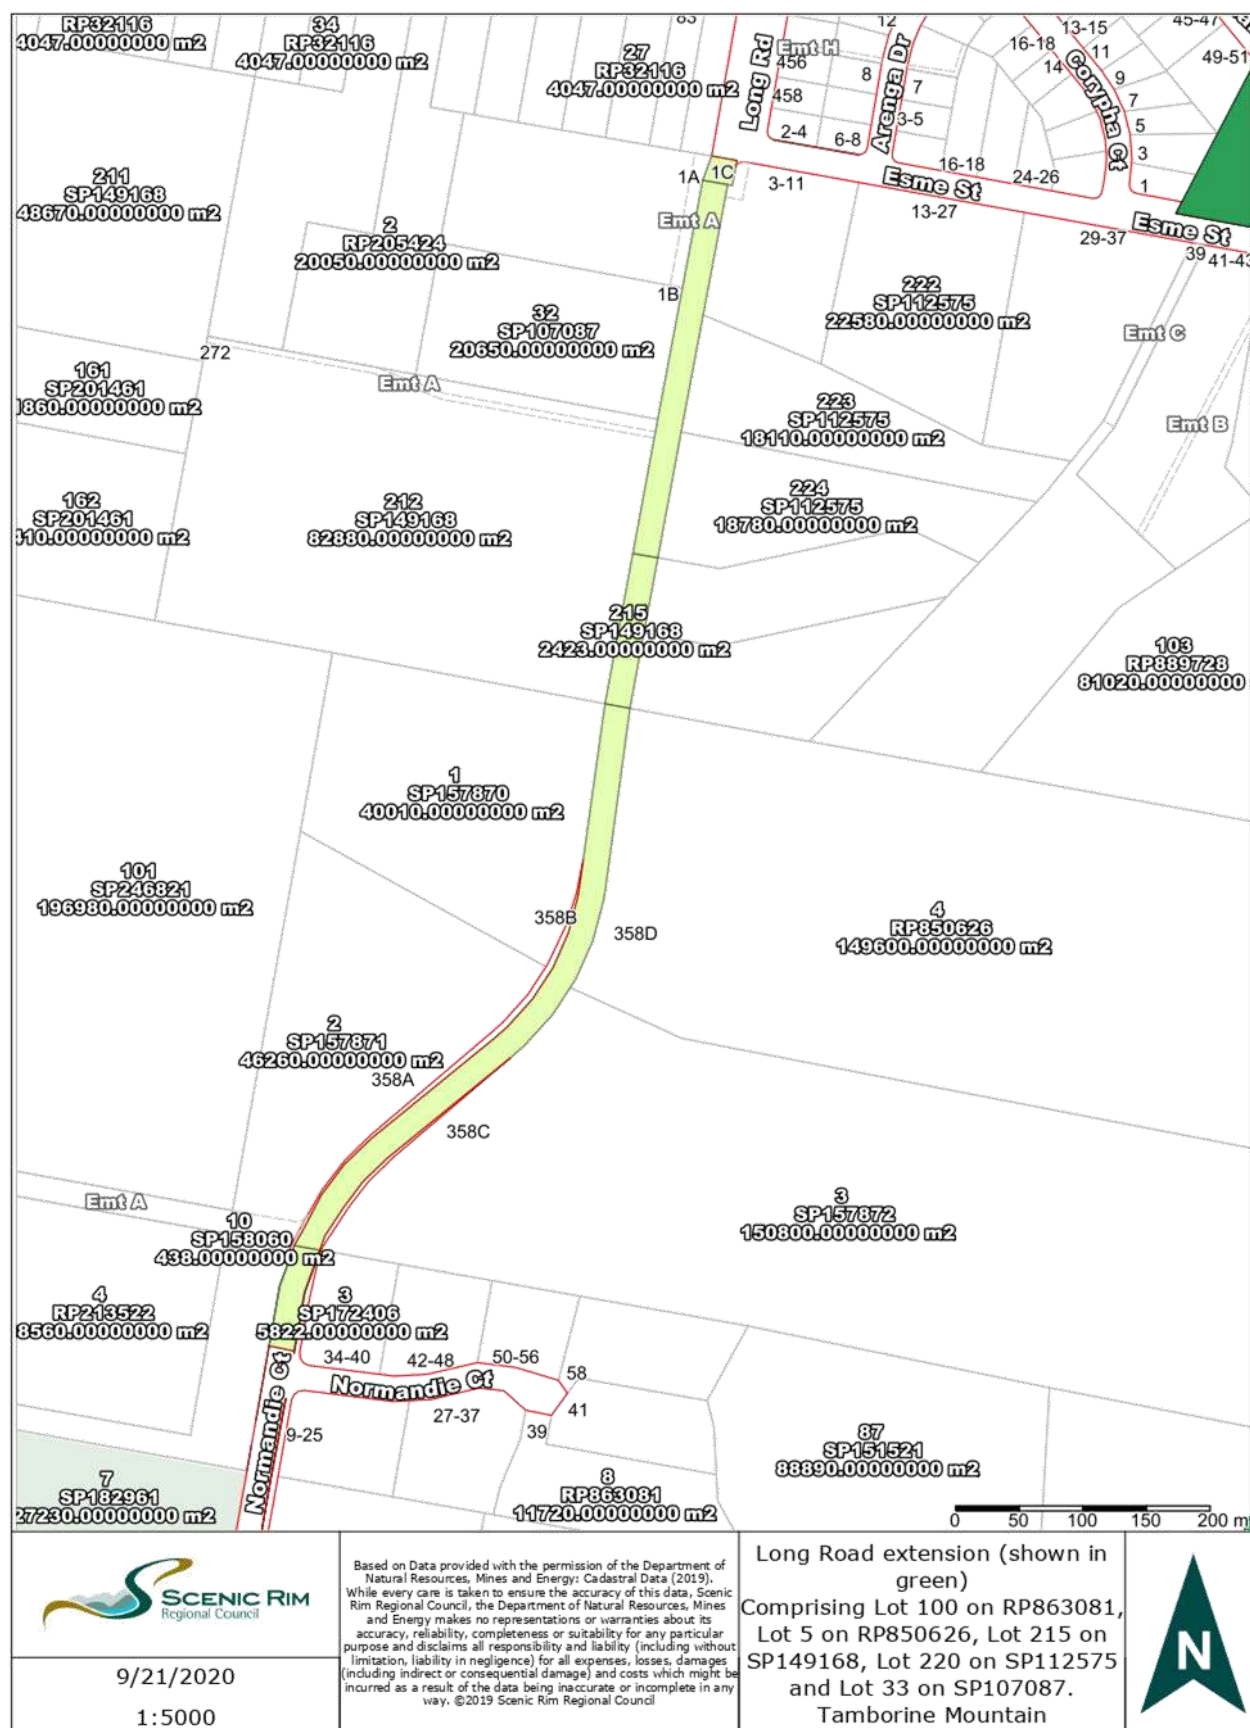 RP32116
4047.00000000 m2
34
RP32116
4047.00000000 m2
27
RP32116
4047.00000000 m2
83
Long Rd
Emt H
456
458
2-4
6-8
8
12
Arenga Dr
7
3-5
16-18
24-26
16-18
14
13-15
11
9
7
5
3
1
Corypha Ct
45-47
49-51
1A
1C
3-11
Esme St
13-27
29-37
Esme St
39
41-43
211
SP149168
48670.00000000 m2
2
RP205424
20050.00000000 m2
Emt A
1B
32
SP107087
20650.00000000 m2
222
SP112575
22580.00000000 m2
Emt C
272
161
SP201461
1860.00000000 m2
Emt A
223
SP112575
18110.00000000 m2
Emt B
162
SP201461
310.00000000 m2
212
SP149168
82880.00000000 m2
224
SP112575
18780.00000000 m2
215
SP149168
2423.00000000 m2
103
RP889728
81020.00000000
1
SP157870
40010.00000000 m2
101
SP246821
196980.00000000 m2
358B
358D
4
RP850626
149600.00000000 m2
2
SP157871
46260.00000000 m2
358A
358C
Emt A
10
SP158060
438.00000000 m2
3
SP157872
150800.00000000 m2
4
RP213522
8560.00000000 m2
3
SP172406
5822.00000000 m2
34-40
42-48
50-56
58
Normandie Ct
Normandie Ct
9-25
27-37
39
41
7
SP182961
27230.00000000 m2
8
RP863081
11720.00000000 m2
87
SP151521
88890.00000000 m2
0 50 100 150 200 m
SCENIC RIM
Regional Council
9/21/2020
1:5000
Based on Data provided with the permission of the Department of
Natural Resources, Mines and Energy: Cadastral Data (2019).
While every care is taken to ensure the accuracy of this data, Scenic
Rim Regional Council, the Department of Natural Resources, Mines
and Energy makes no representations or warranties about its
accuracy, reliability, completeness or suitability for any particular
purpose and disclaims all responsibility and liability (including without
limitation, liability in negligence) for all expenses, losses, damages
(including indirect or consequential damage) and costs which might be
incurred as a result of the data being inaccurate or incomplete in any
way. ©2019 Scenic Rim Regional Council
Long Road extension (shown in
green)
Comprising Lot 100 on RP863081,
Lot 5 on RP850626, Lot 215 on
SP149168, Lot 220 on SP112575
and Lot 33 on SP107087.
Tamborine Mountain
N